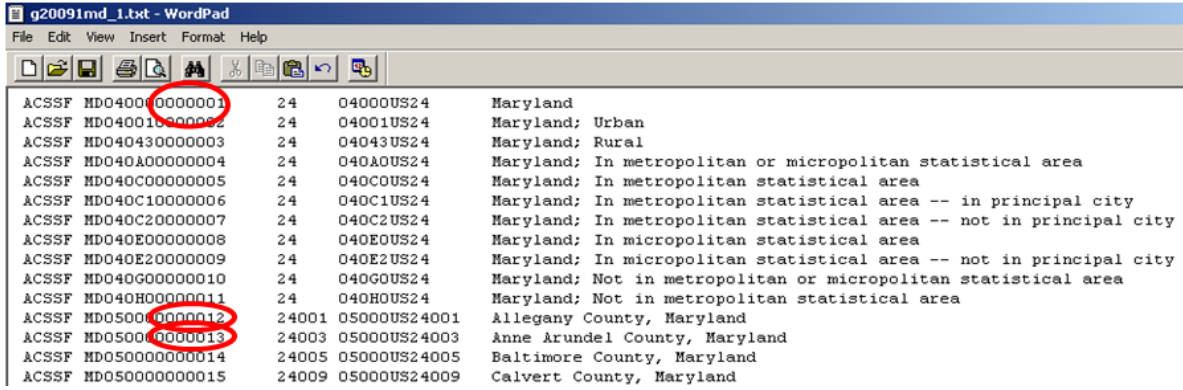 g20091md_1.txt - WordPad
File Edit View Insert Format Help
ACSSF MD040000000001 24 04000US24 Maryland
ACSSF MD040010000002 24 04001US24 Maryland; Urban
ACSSF MD040430000003 24 04043US24 Maryland; Rural
ACSSF MD040A00000004 24 040A0US24 Maryland; In metropolitan or micropolitan statistical area
ACSSF MD040C00000005 24 040C0US24 Maryland; In metropolitan statistical area
ACSSF MD040C10000006 24 040C1US24 Maryland; In metropolitan statistical area -- in principal city
ACSSF MD040C20000007 24 040C2US24 Maryland; In metropolitan statistical area -- not in principal city
ACSSF MD040E00000008 24 040E0US24 Maryland; In micropolitan statistical area
ACSSF MD040E20000009 24 040E2US24 Maryland; In micropolitan statistical area -- not in principal city
ACSSF MD040G00000010 24 040G0US24 Maryland; Not in metropolitan or micropolitan statistical area
ACSSF MD040H00000011 24 040H0US24 Maryland; Not in metropolitan statistical area
ACSSF MD050000000012 24001 05000US24001 Allegany County, Maryland
ACSSF MD050000000013 24003 05000US24003 Anne Arundel County, Maryland
ACSSF MD050000000014 24005 05000US24005 Baltimore County, Maryland
ACSSF MD050000000015 24009 05000US24009 Calvert County, Maryland